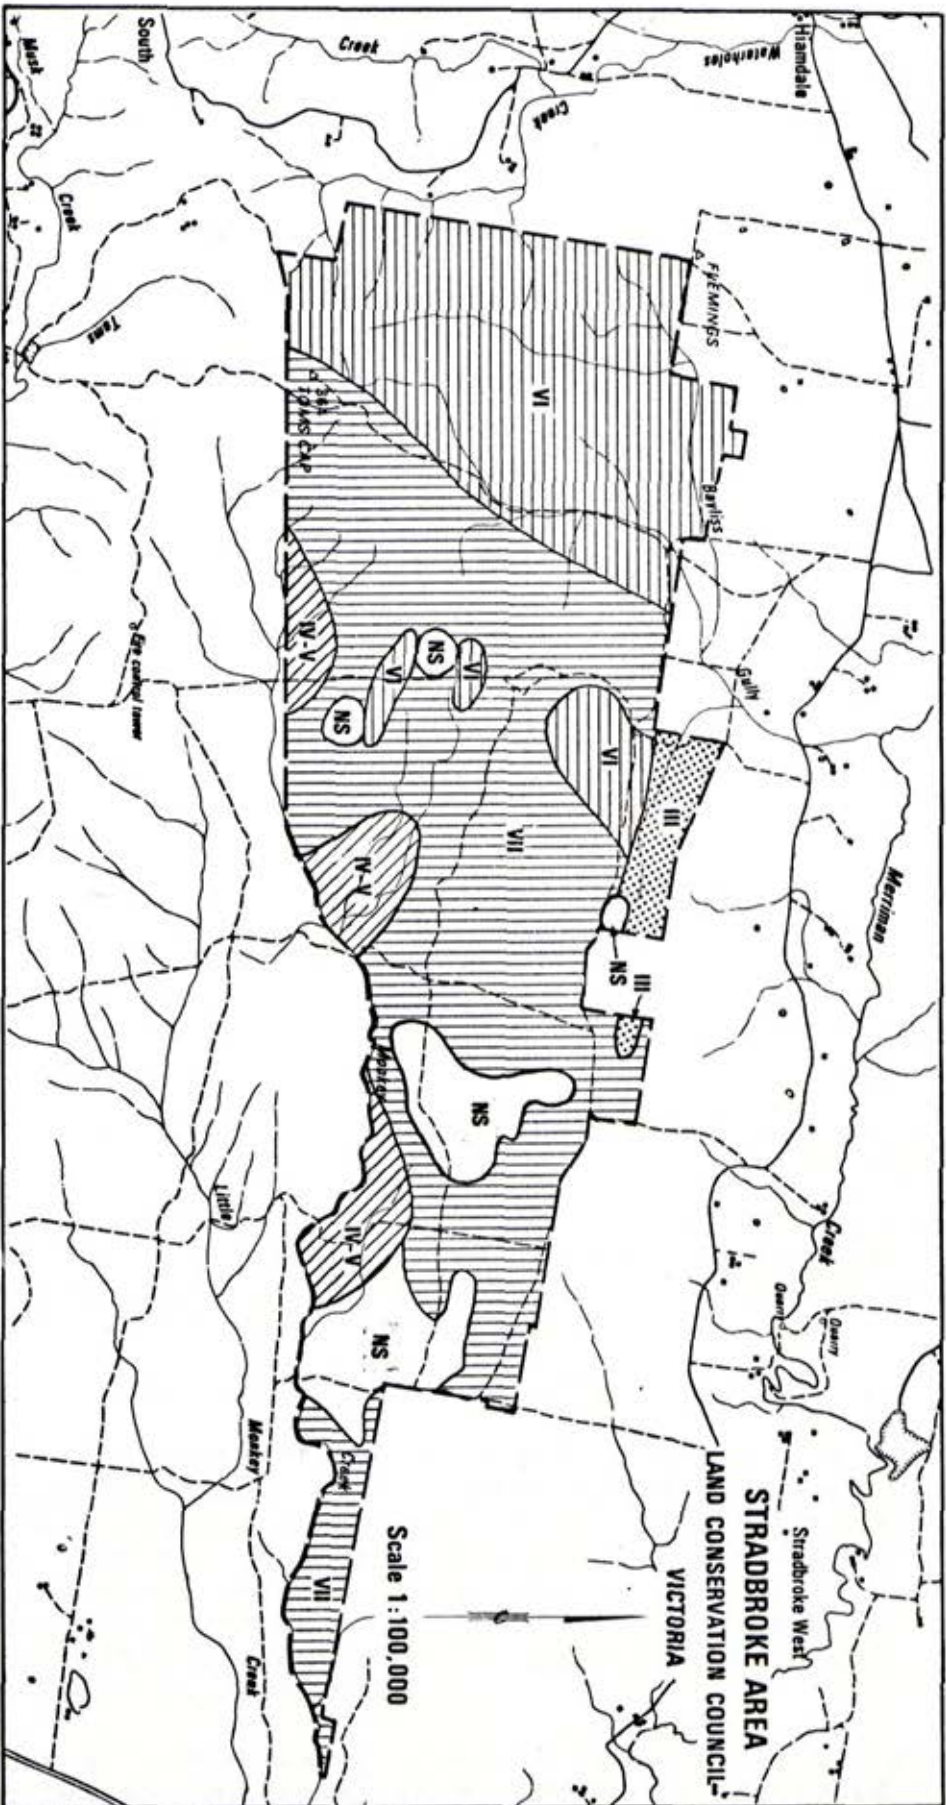 STRADBROKE AREA
LAND CONSERVATION COUNCIL
VICTORIA
Scale 1:100,000
Hiamdale
Waterholes
Creek
Creek
South
Musk
Creek
Toms
FLEMINGS
TOMS CAP
Bayliss
Gully
Merriman
Creek
Quarry
Quarry
Stradbroke West
Fire control tower
Monkey
Little
Monkey
Creek
Creek
VI
VI
VI
VI
NS
NS
NS
NS
NS
IV-V
IV-V
IV-V
III
III
VII
VII